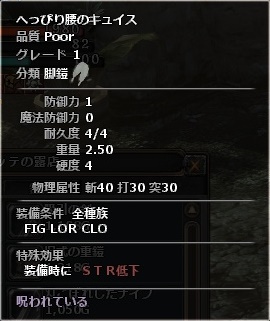 へっぴり腰のキュイス
品質 Poor
グレード 1
分類 脚鎧
防御力 1
魔法防御力 0
耐久度 4/4
重量 2.50
硬度 4
物理属性 斬40 打30 突30
装備条件 全種族
FIG LOR CLO
特殊効果
装備時に ＳＴＲ低下
呪われている